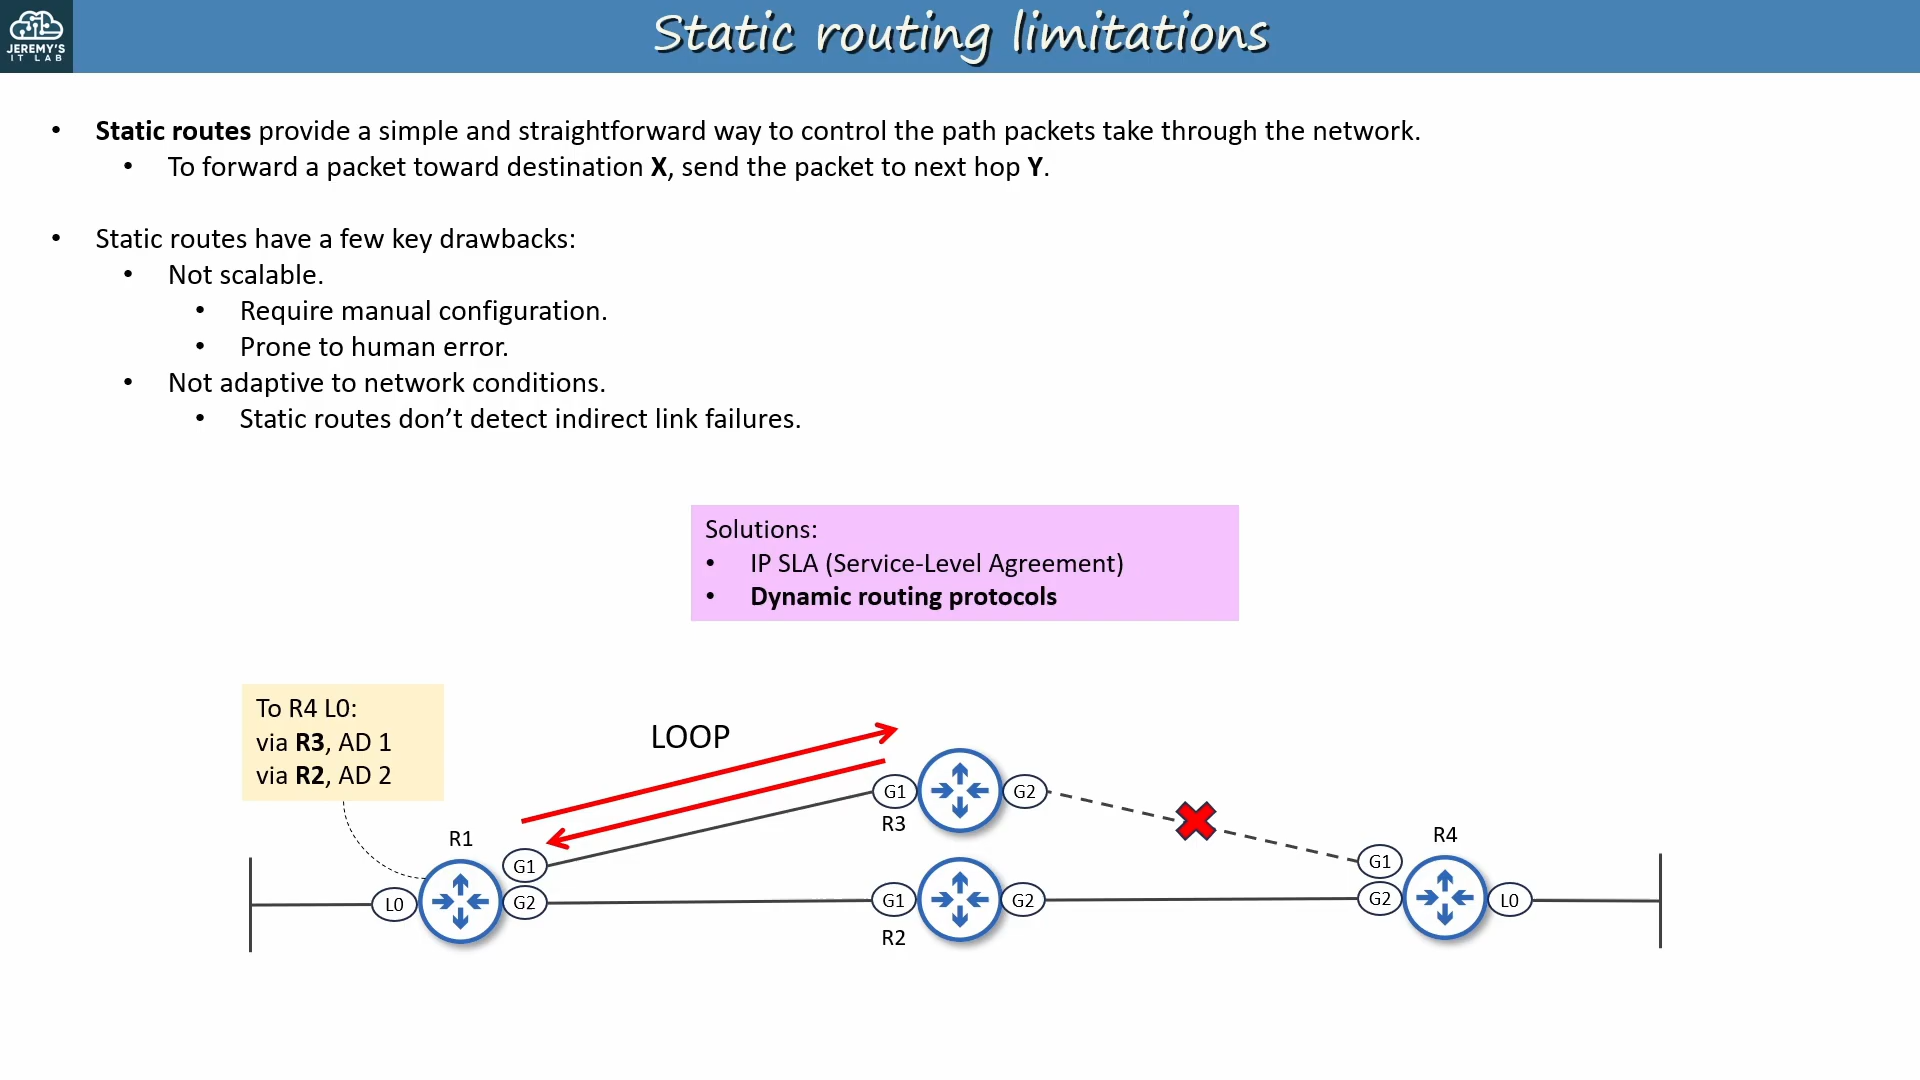 JEREMY'S
IT LAB
Static routing limitations
• Static routes provide a simple and straightforward way to control the path packets take through the network.
• To forward a packet toward destination X, send the packet to next hop Y.
• Static routes have a few key drawbacks:
• Not scalable.
• Require manual configuration.
• Prone to human error.
• Not adaptive to network conditions.
• Static routes don’t detect indirect link failures.
Solutions:
• IP SLA (Service-Level Agreement)
• Dynamic routing protocols
To R4 L0:
via R3, AD 1
via R2, AD 2
LOOP
G1
G2
R3
R1
R4
G1
G1
L0
G2
G1
G2
G2
L0
R2